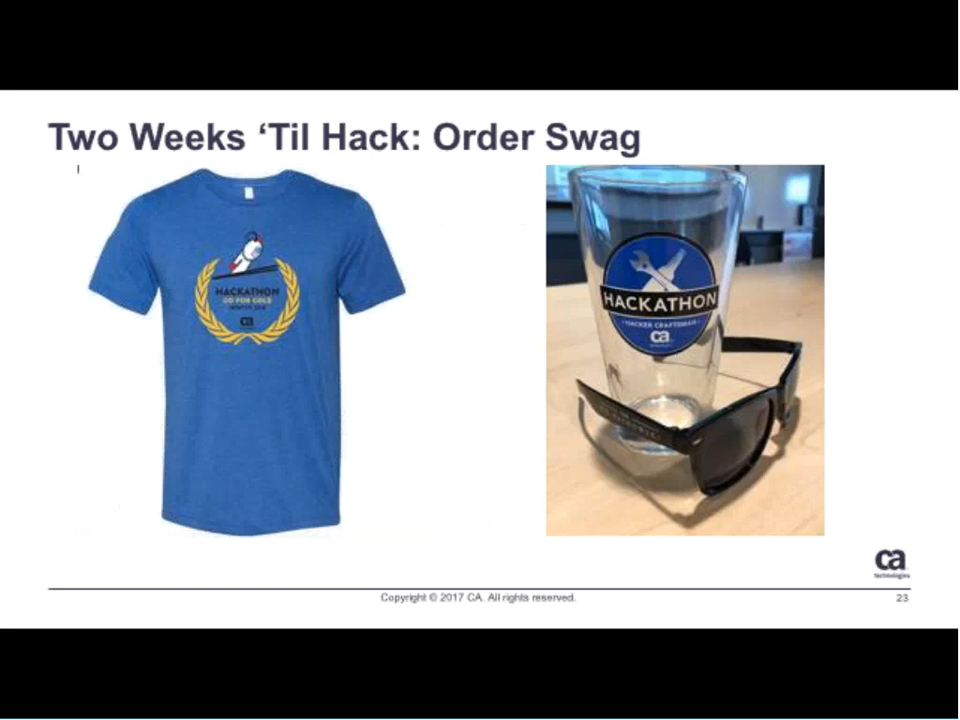 Two Weeks ‘Til Hack: Order Swag
HACKATHON
GO FOR GOLD
ca
HACKATHON
HACKER CRAFTSMAN
ca
ca
technologies
Copyright © 2017 CA. All rights reserved.
23